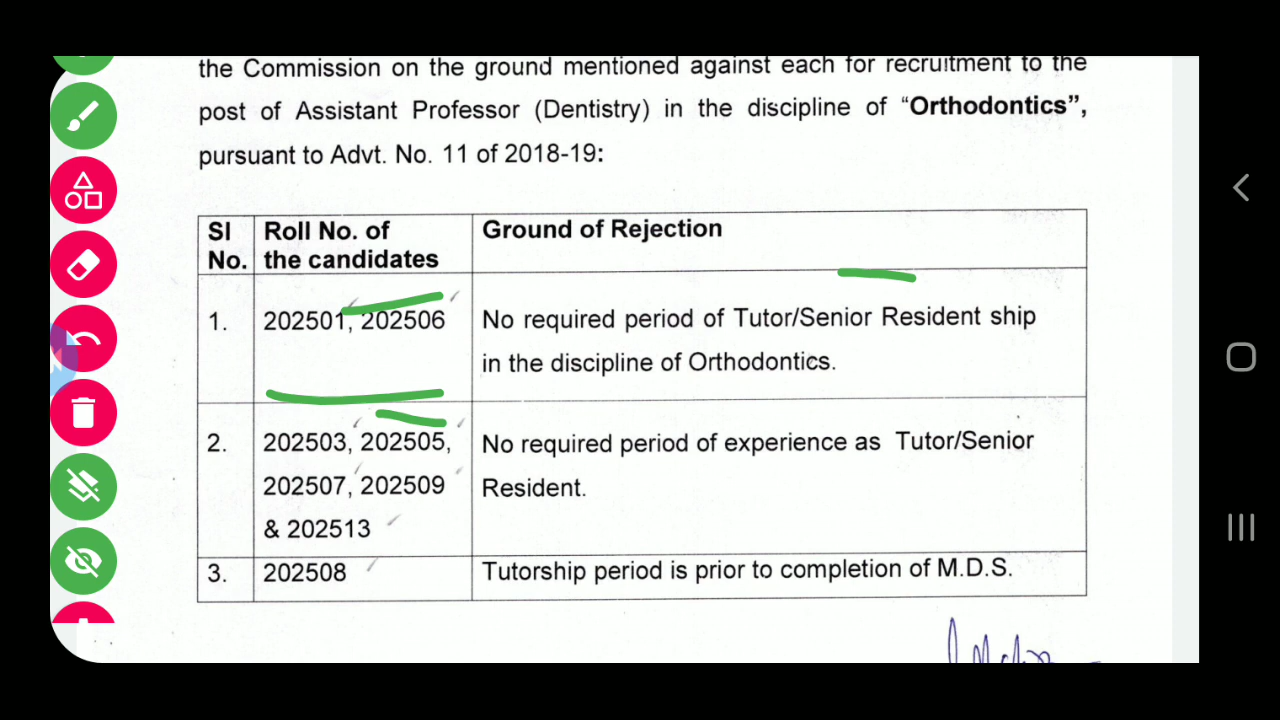 the Commission on the ground mentioned against each for recruitment to the
post of Assistant Professor (Dentistry) in the discipline of “Orthodontics”,
pursuant to Advt. No. 11 of 2018-19:
Sl No. Roll No. of the candidates Ground of Rejection
1. 202501, 202506 No required period of Tutor/Senior Resident ship
in the discipline of Orthodontics.
2. 202503, 202505, No required period of experience as Tutor/Senior
202507, 202509 Resident.
& 202513
3. 202508 Tutorship period is prior to completion of M.D.S.